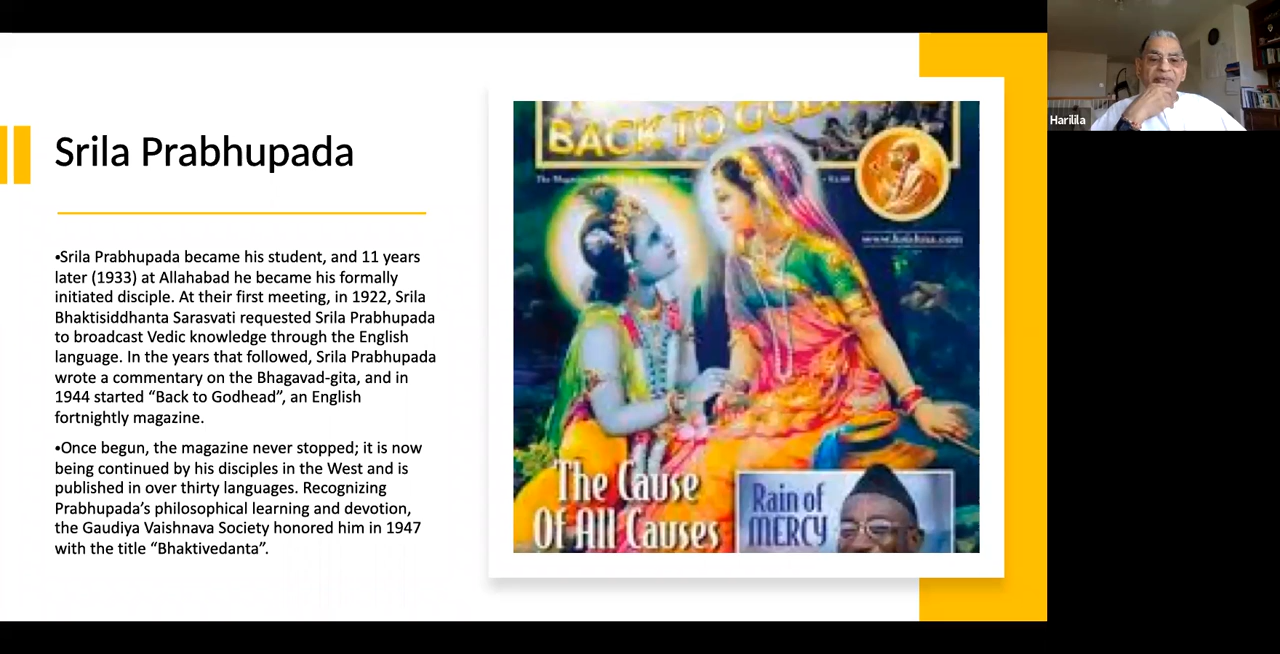 Srila Prabhupada
•Srila Prabhupada became his student, and 11 years
later (1933) at Allahabad he became his formally
initiated disciple. At their first meeting, in 1922, Srila
Bhaktisiddhanta Sarasvati requested Srila Prabhupada
to broadcast Vedic knowledge through the English
language. In the years that followed, Srila Prabhupada
wrote a commentary on the Bhagavad-gita, and in
1944 started “Back to Godhead”, an English
fortnightly magazine.
•Once begun, the magazine never stopped; it is now
being continued by his disciples in the West and is
published in over thirty languages. Recognizing
Prabhupada’s philosophical learning and devotion,
the Gaudiya Vaishnava Society honored him in 1947
with the title “Bhaktivedanta”.
BACK TO
www.krishna.com
The Cause
Of All Causes
Rain of
MERCY
Harilila